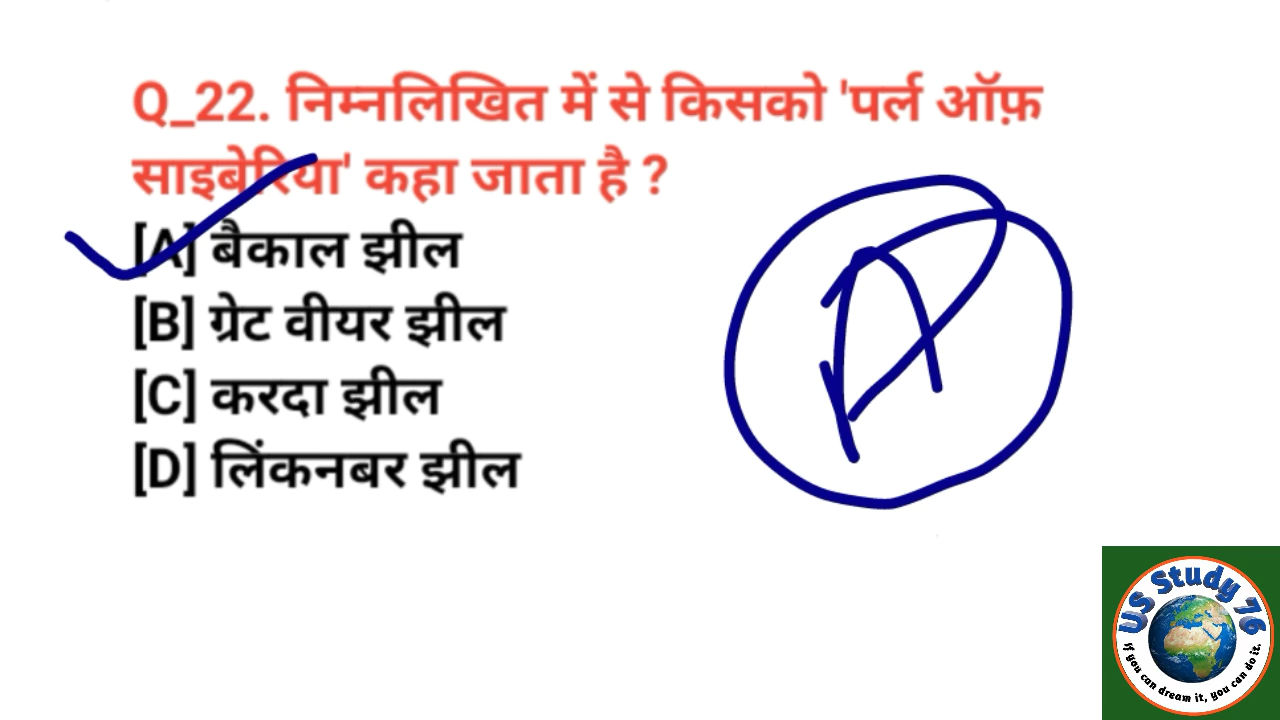 Q_22. निम्नलिखित में से किसको 'पर्ल ऑफ़
साइबेरिया' कहा जाता है ?
[A] बैकाल झील
[B] ग्रेट वीयर झील
[C] करदा झील
[D] लिंकनबर झील
A
US Study 76
If you can dream it, you can do it.